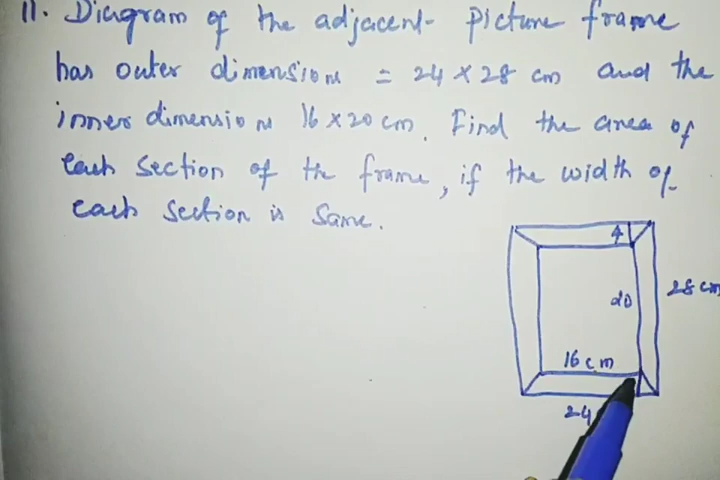 11. Diagram of the adjacent picture frame
has outer dimensions = 24 × 28 cm and the
inner dimensions 16 × 20 cm. Find the area of
each section of the frame, if the width of
each section is same.
4
28 cm
20
16 cm
24